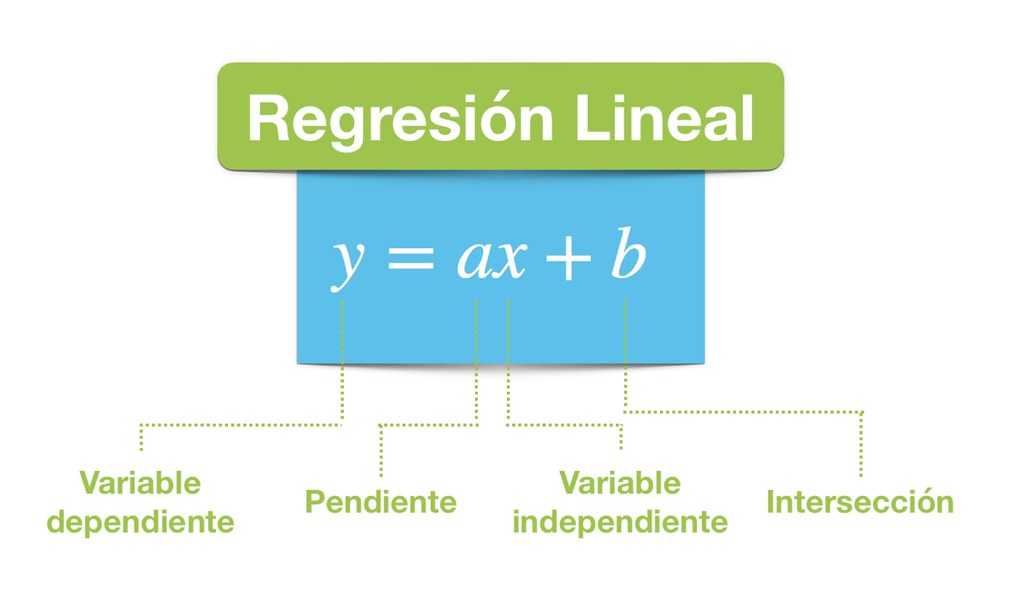 Regresión Lineal
y = ax + b
Variable
dependiente
Pendiente
Variable
independiente
Intersección